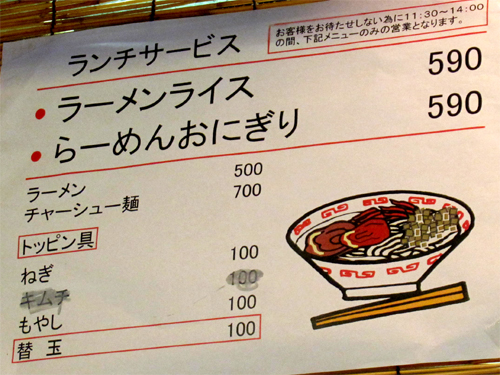 ランチサービス
お客様をお待たせしない為に11:30～14:00
の間、下記メニューのみの営業となります。
・ラーメンライス 590
・らーめんおにぎり 590
ラーメン 500
チャーシュー麺 700
トッピン具
ねぎ 100
キムチ 100
もやし 100
替玉 100